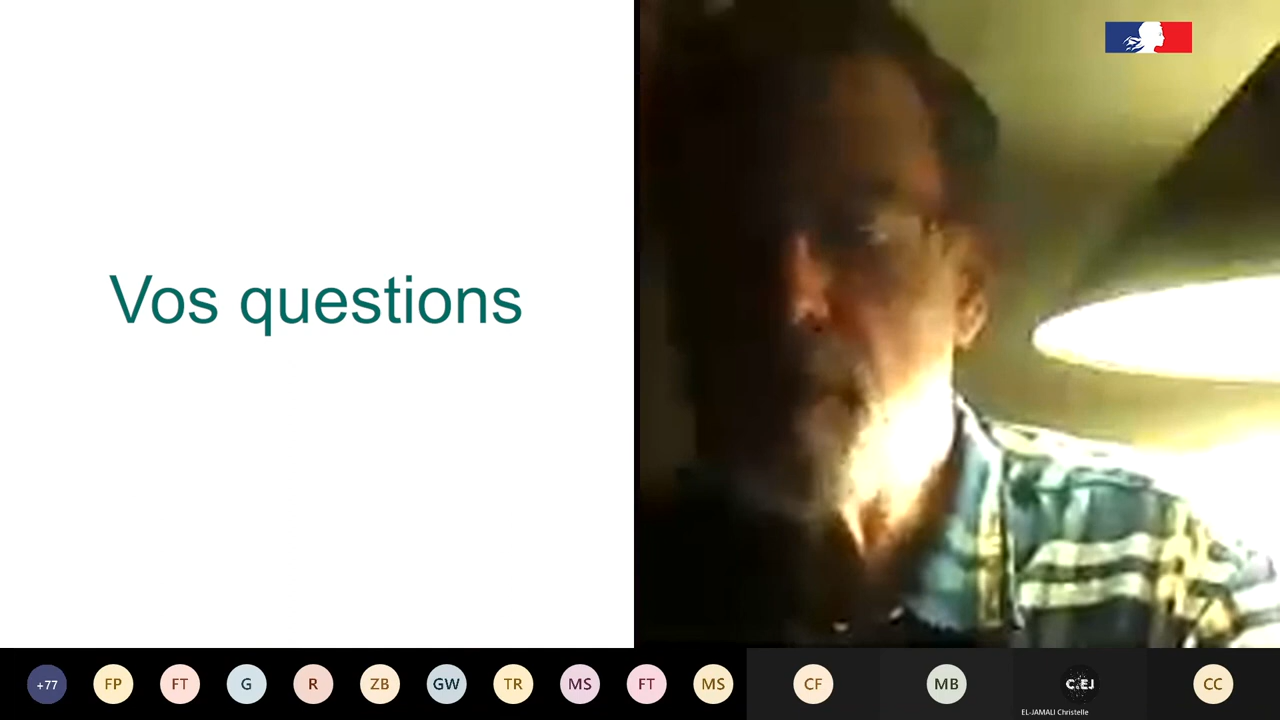 Vos questions
+77
FP
FT
G
R
ZB
GW
TR
MS
FT
MS
CF
MB
CEJ
CC
EL-JAMALI Christelle